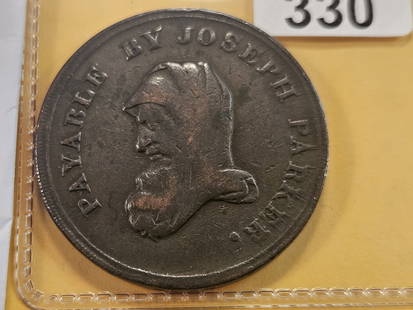 330
PAYABLE BY JOSEPH PARKER